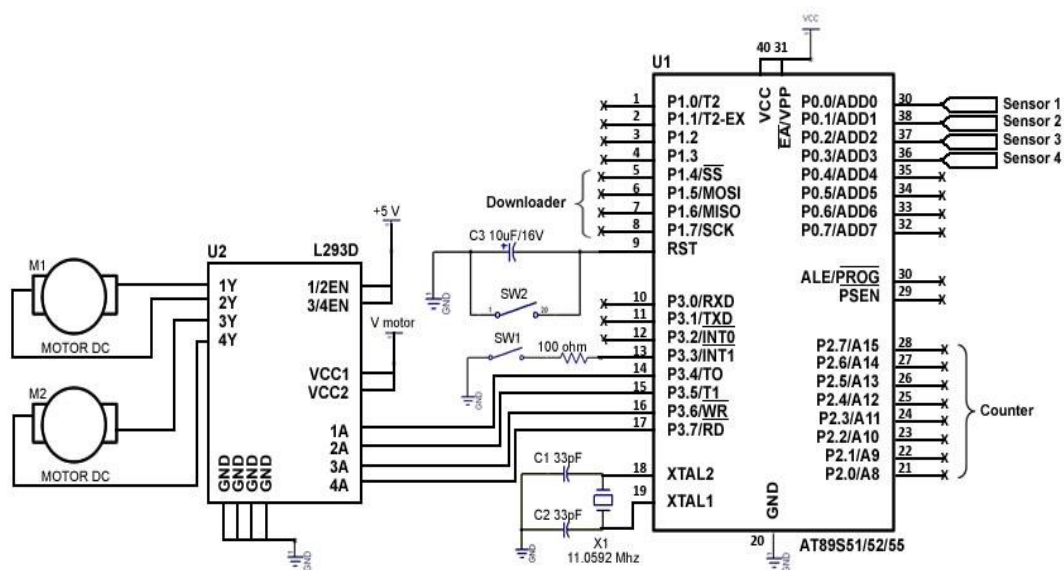 VCC
40 31
U1
VCC
EA/VPP
1 P1.0/T2
2 P1.1/T2-EX
3 P1.2
4 P1.3
5 P1.4/SS
6 P1.5/MOSI
7 P1.6/MISO
8 P1.7/SCK
9 RST
Downloader
C3 10uF/16V
GND
SW2
1 20
10 P3.0/RXD
11 P3.1/TXD
12 P3.2/INT0
13 P3.3/INT1
14 P3.4/TO
15 P3.5/T1
16 P3.6/WR
17 P3.7/RD
SW1
100 ohm
GND
18 XTAL2
19 XTAL1
C1 33pF
C2 33pF
X1
11.0592 Mhz
GND
P0.0/ADD0 30 Sensor 1
P0.1/ADD1 38 Sensor 2
P0.2/ADD2 37 Sensor 3
P0.3/ADD3 36 Sensor 4
P0.4/ADD4 35
P0.5/ADD5 34
P0.6/ADD6 33
P0.7/ADD7 32
ALE/PROG 30
PSEN 29
P2.7/A15 28
P2.6/A14 27
P2.5/A13 26
P2.4/A12 25
P2.3/A11 24
P2.2/A10 23
P2.1/A9 22
P2.0/A8 21
Counter
GND
20
GND
AT89S51/52/55
+5 V
U2
L293D
1Y
2Y
3Y
4Y
1/2EN
3/4EN
V motor
VCC1
VCC2
1A
2A
3A
4A
GND
GND
GND
GND
GND
M1
MOTOR DC
M2
MOTOR DC